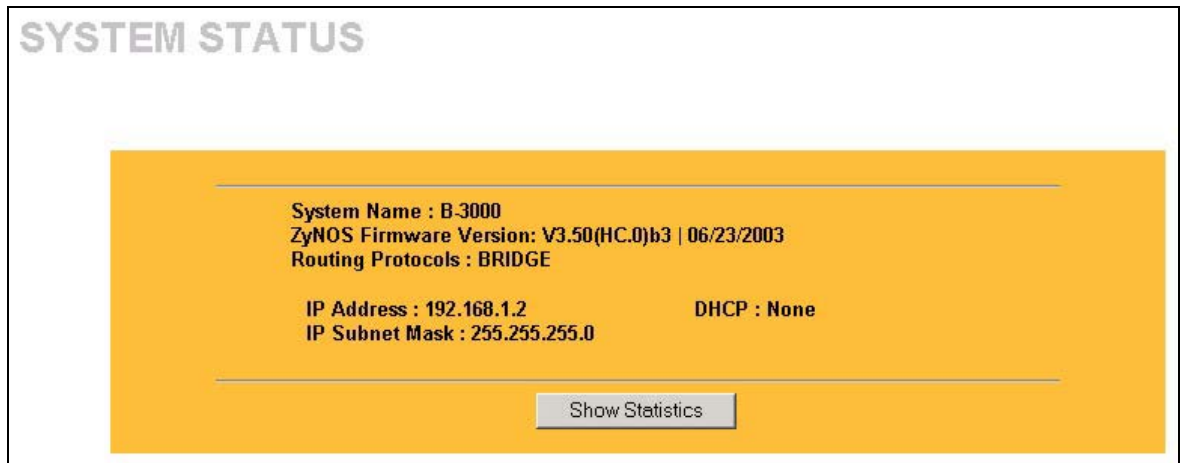 SYSTEM STATUS
System Name : B-3000
ZyNOS Firmware Version: V3.50(HC.0)b3 | 06/23/2003
Routing Protocols : BRIDGE
IP Address : 192.168.1.2 DHCP : None
IP Subnet Mask : 255.255.255.0
Show Statistics